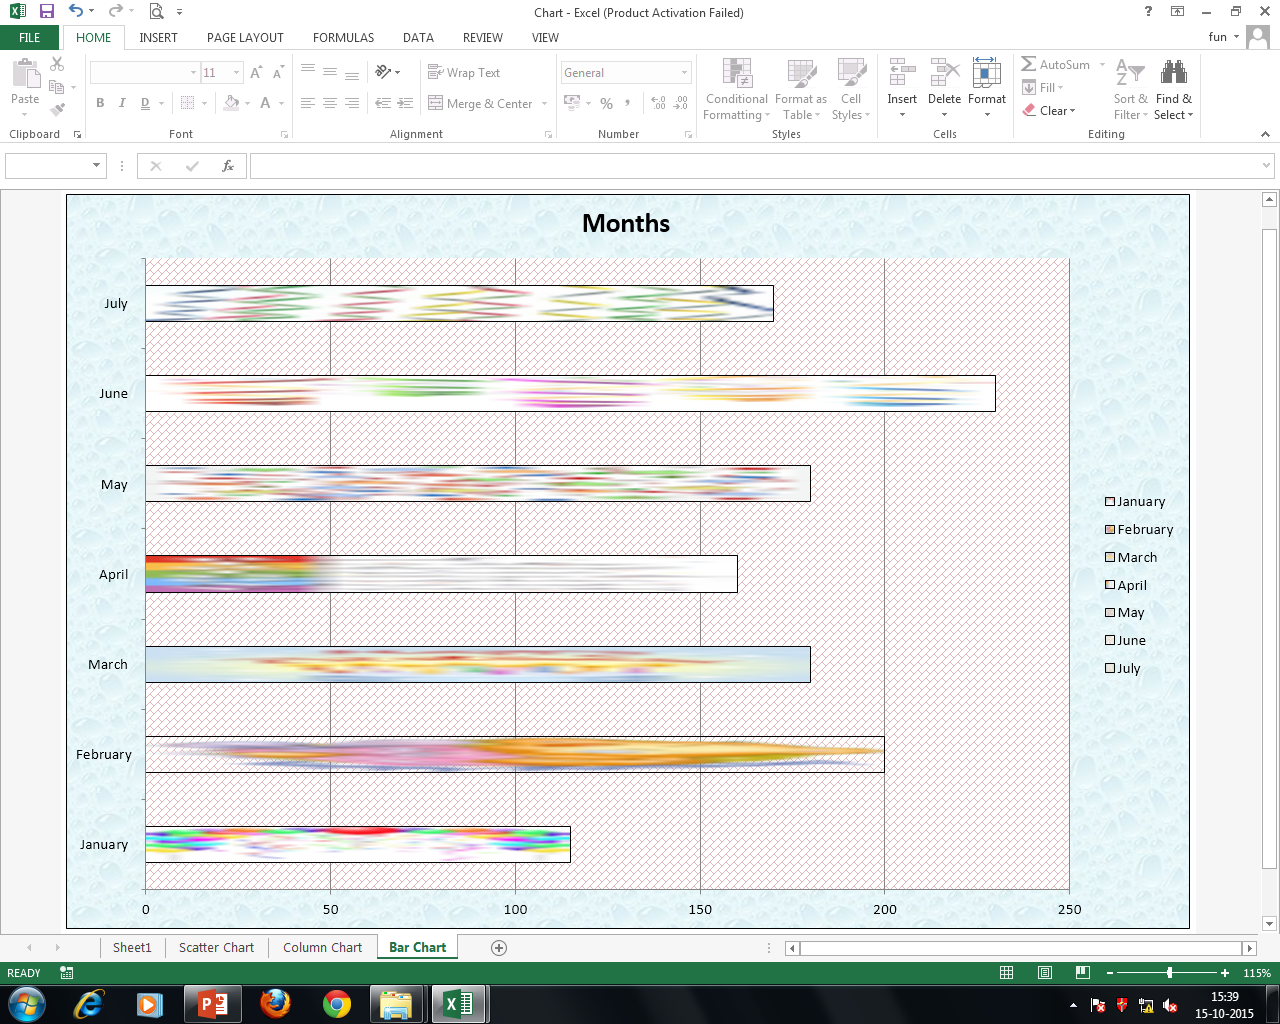 Chart - Excel (Product Activation Failed)
?
FILE HOME INSERT PAGE LAYOUT FORMULAS DATA REVIEW VIEW fun
11 Wrap Text General AutoSum
Paste Fill
B I D A Merge & Center % , Conditional Format as Cell Insert Delete Format Clear Sort & Find &
Formatting Table Styles Filter Select
Clipboard Font Alignment Number Styles Cells Editing
fx
Months
July
June
May
April
March
February
January
0 50 100 150 200 250
January
February
March
April
May
June
July
Sheet1 Scatter Chart Column Chart Bar Chart
READY 115%
15:39
15-10-2015